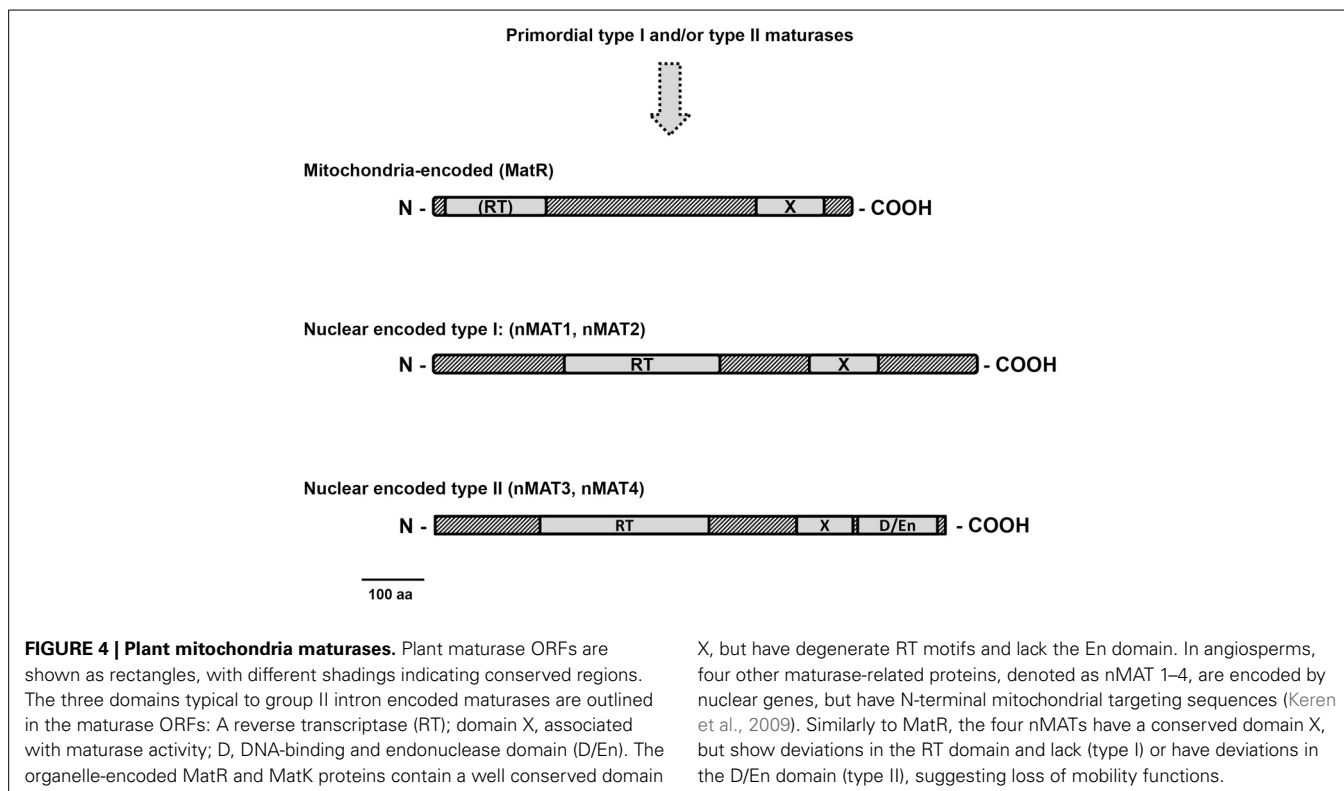 Primordial type I and/or type II maturases
Mitochondria-encoded (MatR)
N - (RT) X - COOH
Nuclear encoded type I: (nMAT1, nMAT2)
N - RT X - COOH
Nuclear encoded type II (nMAT3, nMAT4)
N - RT X D/En - COOH
100 aa
FIGURE 4 | Plant mitochondria maturases. Plant maturase ORFs are
shown as rectangles, with different shadings indicating conserved regions.
The three domains typical to group II intron encoded maturases are outlined
in the maturase ORFs: A reverse transcriptase (RT); domain X, associated
with maturase activity; D, DNA-binding and endonuclease domain (D/En). The
organelle-encoded MatR and MatK proteins contain a well conserved domain
X, but have degenerate RT motifs and lack the En domain. In angiosperms,
four other maturase-related proteins, denoted as nMAT 1–4, are encoded by
nuclear genes, but have N-terminal mitochondrial targeting sequences (Keren
et al., 2009). Similarly to MatR, the four nMATs have a conserved domain X,
but show deviations in the RT domain and lack (type I) or have deviations in
the D/En domain (type II), suggesting loss of mobility functions.